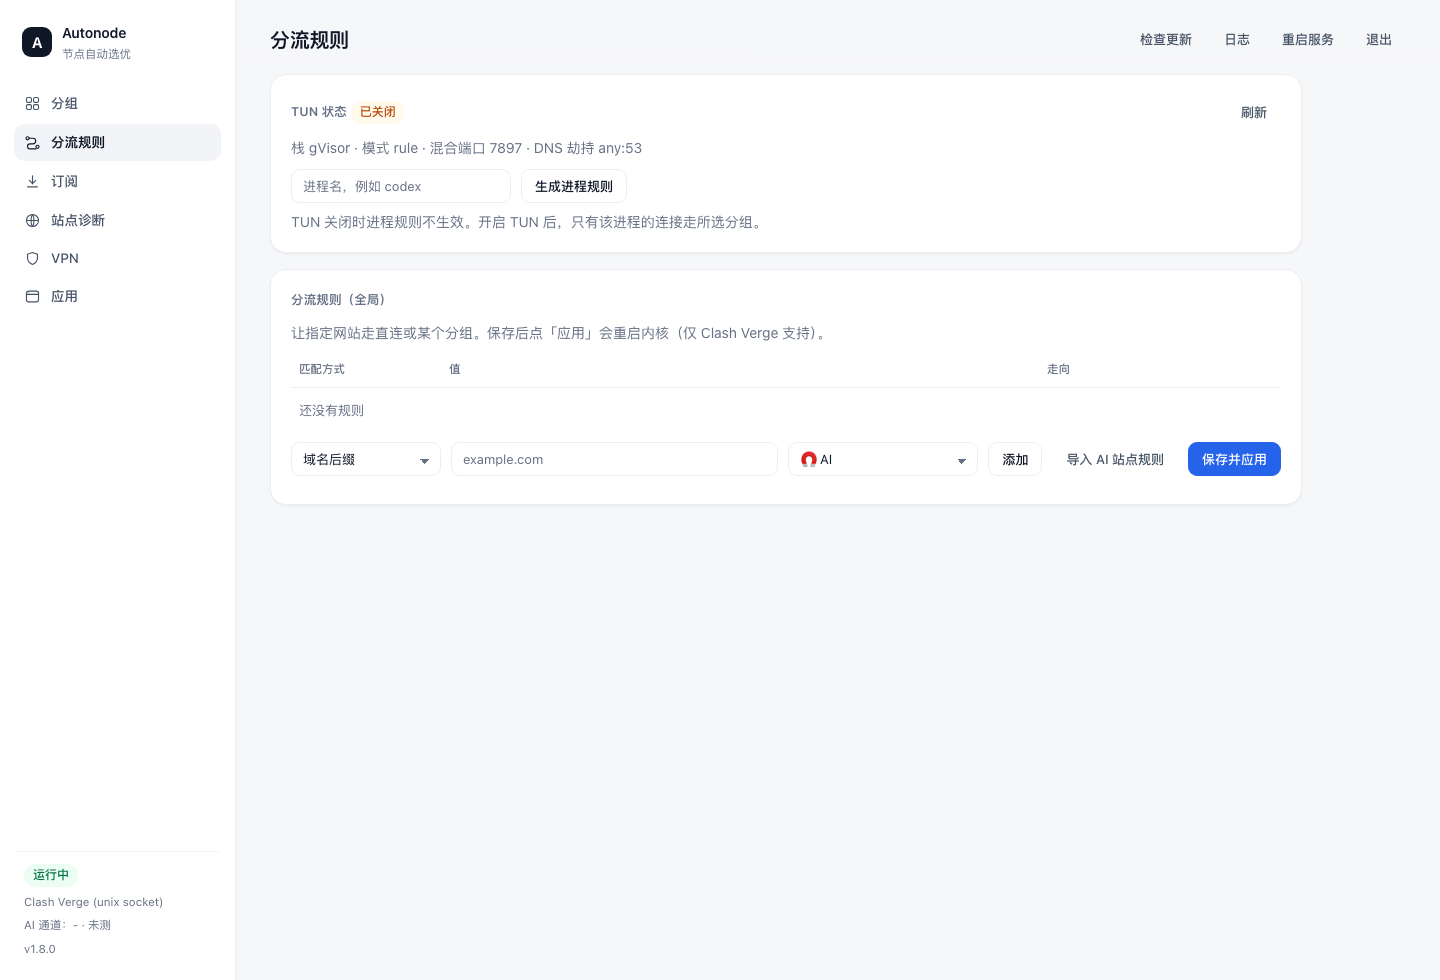 A
Autonode
节点自动选优
分组
分流规则
订阅
站点诊断
VPN
应用
运行中
Clash Verge (unix socket)
AI 通道: - · 未测
v1.8.0
分流规则
检查更新 日志 重启服务 退出
TUN 状态 已关闭 刷新
栈 gVisor · 模式 rule · 混合端口 7897 · DNS 劫持 any:53
进程名，例如 codex 生成进程规则
TUN 关闭时进程规则不生效。开启 TUN 后，只有该进程的连接走所选分组。
分流规则（全局）
让指定网站走直连或某个分组。保存后点「应用」会重启内核（仅 Clash Verge 支持）。
匹配方式 值 走向
还没有规则
域名后缀 example.com AI 添加 导入 AI 站点规则 保存并应用